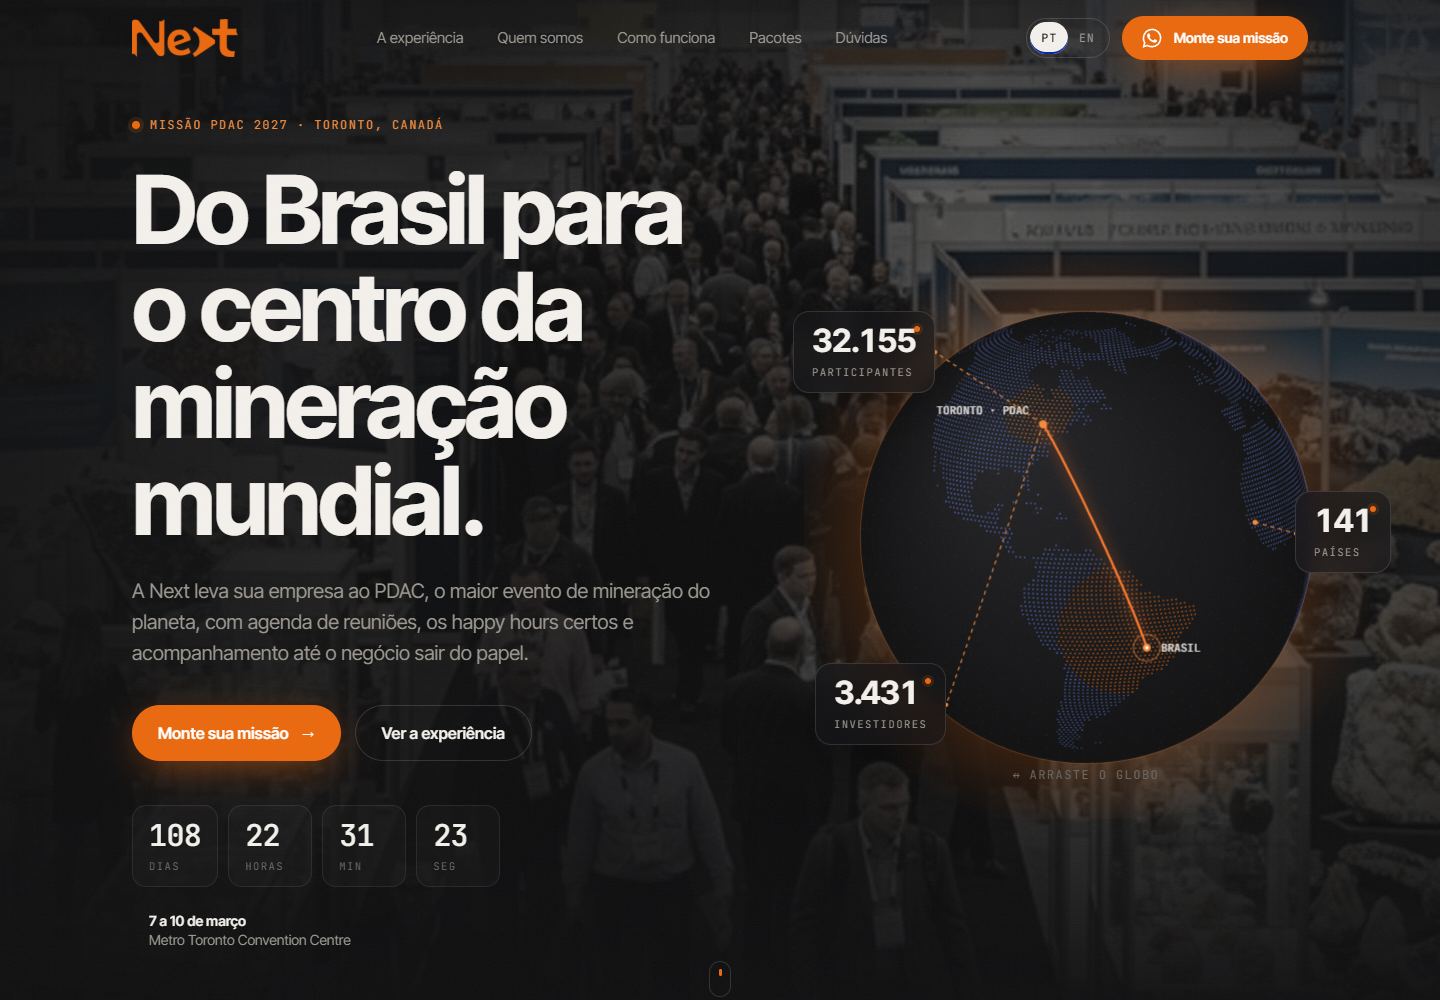 Next
A experiência
Quem somos
Como funciona
Pacotes
Dúvidas
PT
EN
Monte sua missão
MISSÃO PDAC 2027 · TORONTO, CANADÁ
Do Brasil para
o centro da
mineração
mundial.
A Next leva sua empresa ao PDAC, o maior evento de mineração do
planeta, com agenda de reuniões, os happy hours certos e
acompanhamento até o negócio sair do papel.
Monte sua missão →
Ver a experiência
108
DIAS
22
HORAS
31
MIN
23
SEG
7 a 10 de março
Metro Toronto Convention Centre
32.155
PARTICIPANTES
TORONTO · PDAC
141
PAÍSES
BRASIL
3.431
INVESTIDORES
↔ ARRASTE O GLOBO